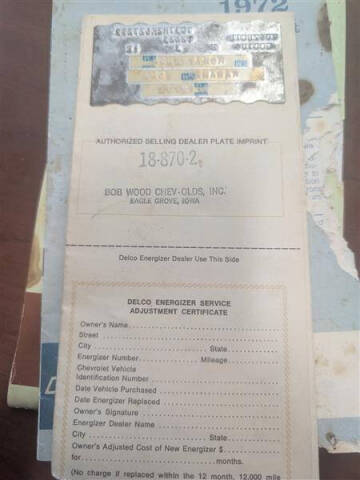 1972
AUTHORIZED SELLING DEALER PLATE IMPRINT
18-870-2
BOB WOOD CHEV-OLDS, INC.
EAGLE GROVE, IOWA
Delco Energizer Dealer Use This Side
DELCO ENERGIZER SERVICE
ADJUSTMENT CERTIFICATE
Owner's Name
Street
City State
Energizer Number Mileage
Chevrolet Vehicle
Identification Number
Date Vehicle Purchased
Date Energizer Replaced
Owner's Signature
Energizer Dealer Name
City State
Owner's Adjusted Cost of New Energizer $
for months.
(No charge if replaced within the 12 month, 12,000 mile